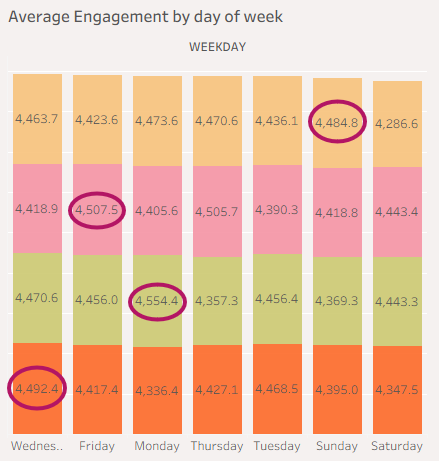 Average Engagement by day of week
WEEKDAY
4,463.7 4,423.6 4,473.6 4,470.6 4,436.1 4,484.8 4,286.6
4,418.9 4,507.5 4,405.6 4,505.7 4,390.3 4,418.8 4,443.4
4,470.6 4,456.0 4,554.4 4,357.3 4,456.4 4,369.3 4,443.3
4,492.4 4,417.4 4,336.4 4,427.1 4,468.5 4,395.0 4,347.5
Wednes.. Friday Monday Thursday Tuesday Sunday Saturday